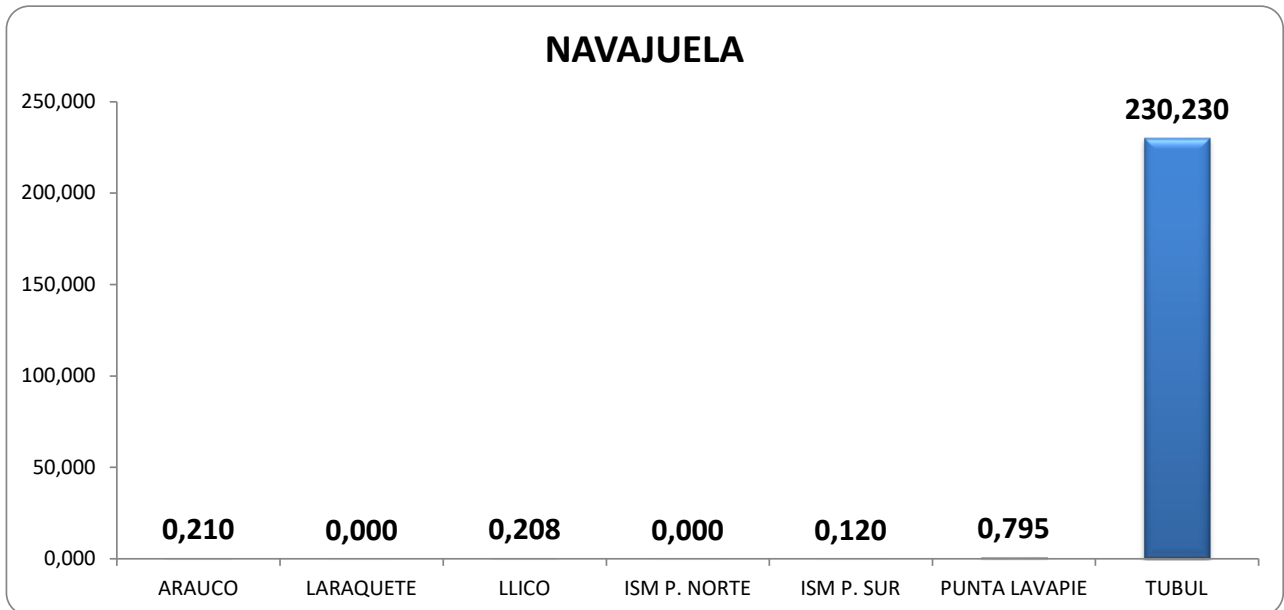 NAVAJUELA
250,000
200,000
150,000
100,000
50,000
0,000
230,230
0,210 0,000 0,208 0,000 0,120 0,795
ARAUCO LARAQUETE LLICO ISM P. NORTE ISM P. SUR PUNTA LAVAPIE TUBUL